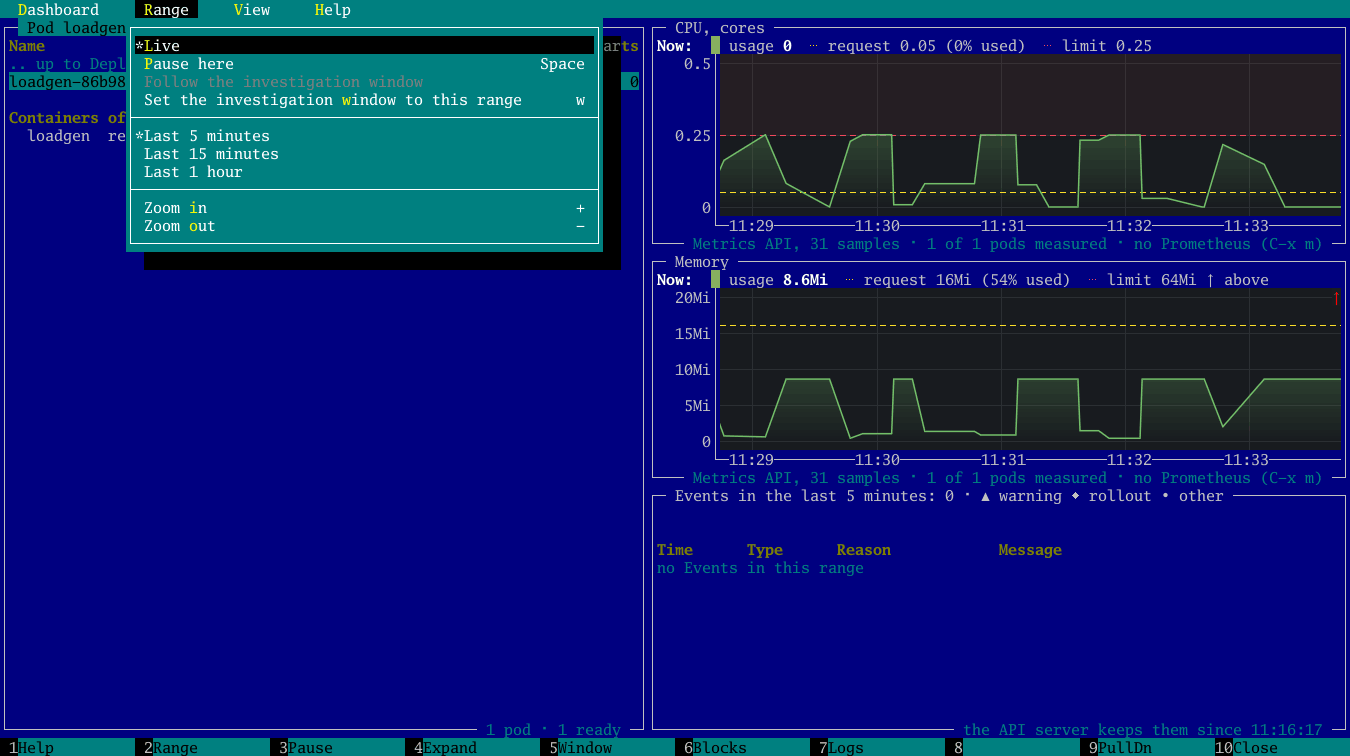 Dashboard Range View Help
Pod loadgen
Name
arts
.. up to Depl
loadgen-86b98
0
Containers of
loadgen re
*Live
Pause here Space
Follow the investigation window
Set the investigation window to this range w
*Last 5 minutes
Last 15 minutes
Last 1 hour
Zoom in +
Zoom out -
1 pod · 1 ready
CPU, cores
Now: usage 0 ┄ request 0.05 (0% used) ┄ limit 0.25
0.5
0.25
0
11:29 11:30 11:31 11:32 11:33
Metrics API, 31 samples · 1 of 1 pods measured · no Prometheus (C-x m)
Memory
Now: usage 8.6Mi ┄ request 16Mi (54% used) ┄ limit 64Mi ↑ above
20Mi ↑
15Mi
10Mi
5Mi
0
11:29 11:30 11:31 11:32 11:33
Metrics API, 31 samples · 1 of 1 pods measured · no Prometheus (C-x m)
Events in the last 5 minutes: 0 · ▲ warning ◆ rollout • other
Time Type Reason Message
no Events in this range
the API server keeps them since 11:16:17
1Help 2Range 3Pause 4Expand 5Window 6Blocks 7Logs 8 9PullDn 10Close